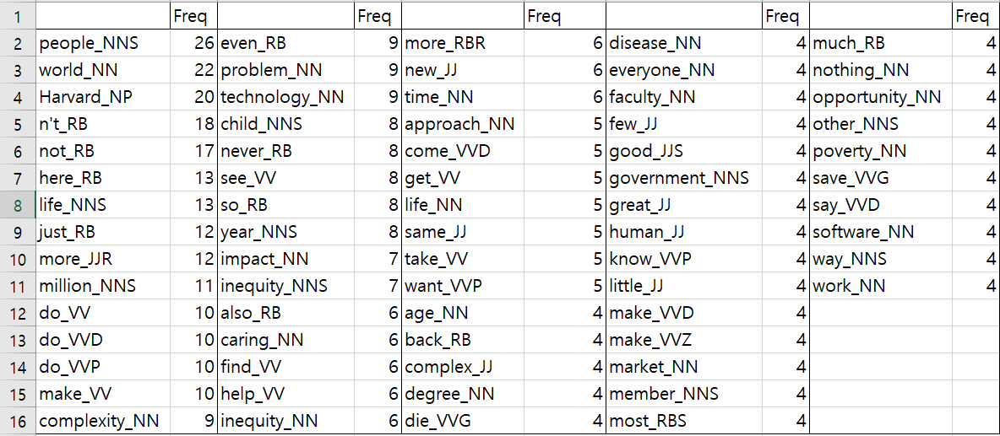 1 Freq Freq Freq Freq Freq
2 people_NNS 26 even_RB 9 more_RBR 6 disease_NN 4 much_RB 4
3 world_NN 22 problem_NN 9 new_JJ 6 everyone_NN 4 nothing_NN 4
4 Harvard_NP 20 technology_NN 9 time_NN 6 faculty_NN 4 opportunity_NN 4
5 n't_RB 18 child_NNS 8 approach_NN 5 few_JJ 4 other_NNS 4
6 not_RB 17 never_RB 8 come_VVD 5 good_JJS 4 poverty_NN 4
7 here_RB 13 see_VV 8 get_VV 5 government_NNS 4 save_VVG 4
8 life_NNS 13 so_RB 8 life_NN 5 great_JJ 4 say_VVD 4
9 just_RB 12 year_NNS 8 same_JJ 5 human_JJ 4 software_NN 4
10 more_JJR 12 impact_NN 7 take_VV 5 know_VVP 4 way_NNS 4
11 million_NNS 11 inequity_NNS 7 want_VVP 5 little_JJ 4 work_NN 4
12 do_VV 10 also_RB 6 age_NN 4 make_VVD 4
13 do_VVD 10 caring_NN 6 back_RB 4 make_VVZ 4
14 do_VVP 10 find_VV 6 complex_JJ 4 market_NN 4
15 make_VV 10 help_VV 6 degree_NN 4 member_NNS 4
16 complexity_NN 9 inequity_NN 6 die_VVG 4 most_RBS 4